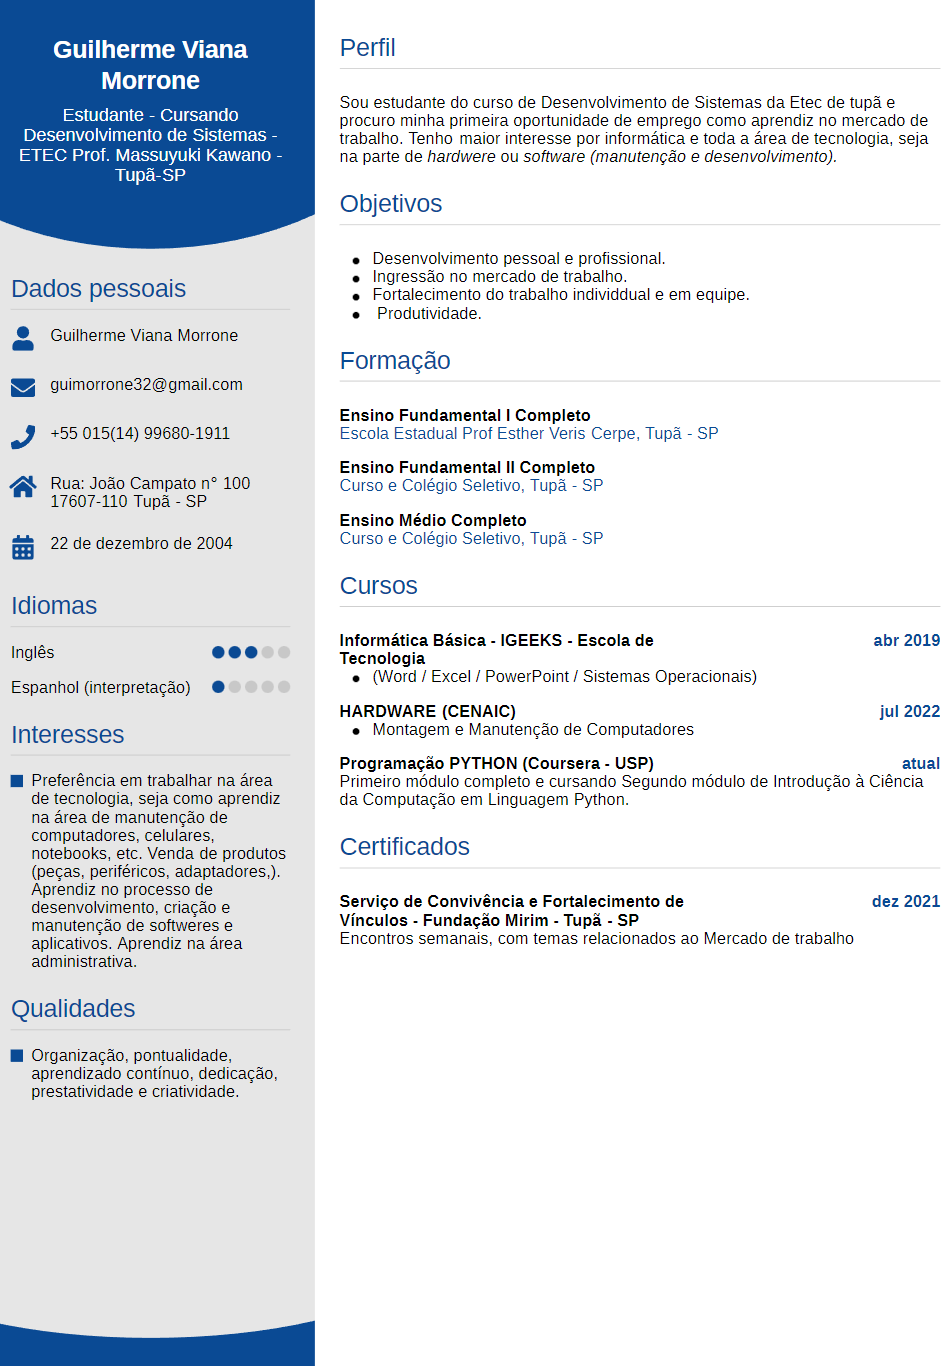 Guilherme Viana
Morrone
Estudante - Cursando
Desenvolvimento de Sistemas -
ETEC Prof. Massuyuki Kawano -
Tupã-SP
Dados pessoais
Guilherme Viana Morrone
guimorrone32@gmail.com
+55 015(14) 99680-1911
Rua: João Campato n° 100
17607-110 Tupã - SP
22 de dezembro de 2004
Idiomas
Inglês
Espanhol (interpretação)
Interesses
Preferência em trabalhar na área
de tecnologia, seja como aprendiz
na área de manutenção de
computadores, celulares,
notebooks, etc. Venda de produtos
(peças, periféricos, adaptadores,).
Aprendiz no processo de
desenvolvimento, criação e
manutenção de softweres e
aplicativos. Aprendiz na área
administrativa.
Qualidades
Organização, pontualidade,
aprendizado contínuo, dedicação,
prestatividade e criatividade.
Perfil
Sou estudante do curso de Desenvolvimento de Sistemas da Etec de tupã e
procuro minha primeira oportunidade de emprego como aprendiz no mercado de
trabalho. Tenho maior interesse por informática e toda a área de tecnologia, seja
na parte de hardwere ou software (manutenção e desenvolvimento).
Objetivos
● Desenvolvimento pessoal e profissional.
● Ingressão no mercado de trabalho.
● Fortalecimento do trabalho individdual e em equipe.
● Produtividade.
Formação
Ensino Fundamental I Completo
Escola Estadual Prof Esther Veris Cerpe, Tupã - SP
Ensino Fundamental II Completo
Curso e Colégio Seletivo, Tupã - SP
Ensino Médio Completo
Curso e Colégio Seletivo, Tupã - SP
Cursos
Informática Básica - IGEEKS - Escola de abr 2019
Tecnologia
● (Word / Excel / PowerPoint / Sistemas Operacionais)
HARDWARE (CENAIC) jul 2022
● Montagem e Manutenção de Computadores
Programação PYTHON (Coursera - USP) atual
Primeiro módulo completo e cursando Segundo módulo de Introdução à Ciência
da Computação em Linguagem Python.
Certificados
Serviço de Convivência e Fortalecimento de dez 2021
Vínculos - Fundação Mirim - Tupã - SP
Encontros semanais, com temas relacionados ao Mercado de trabalho